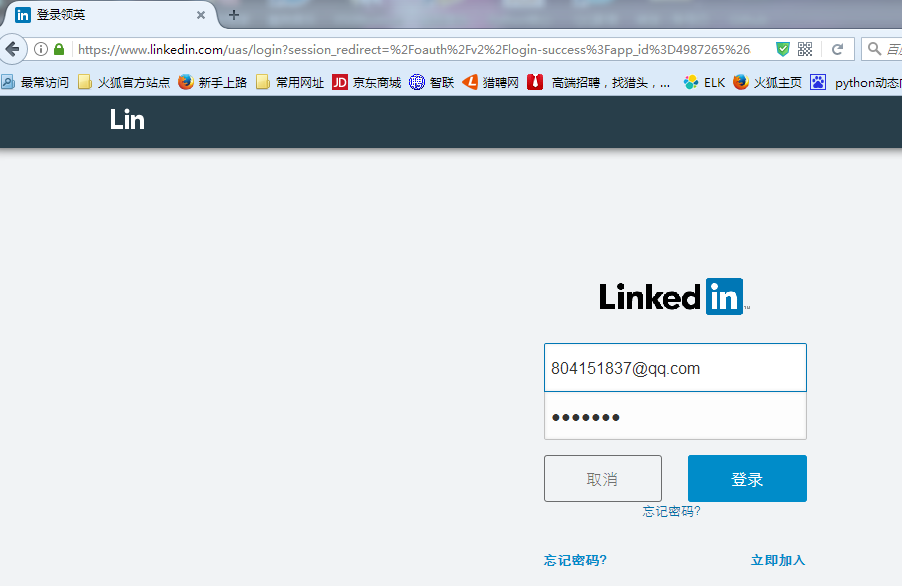 登录领英
https://www.linkedin.com/uas/login?session_redirect=%2Foauth%2Fv2%2Flogin-success%3Fapp_id%3D4987265%26
最常访问 火狐官方站点 新手上路 常用网址 JD 京东商城 智联 猎聘网 高端招聘，找猎头，... ELK 火狐主页 python动态
Lin
Linked in
804151837@qq.com
取消 登录
忘记密码?
忘记密码? 立即加入